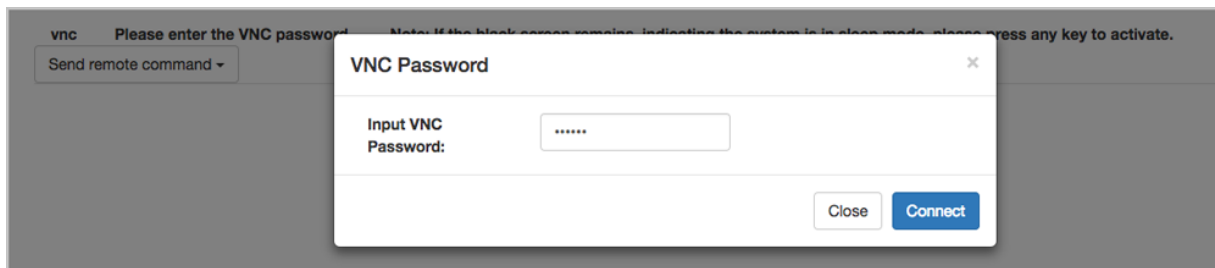 vnc Please enter the VNC password Note: If the black screen remains, indicating the system is in sleep mode, please press any key to activate.
Send remote command
VNC Password ×
Input VNC
Password:
••••••
Close Connect